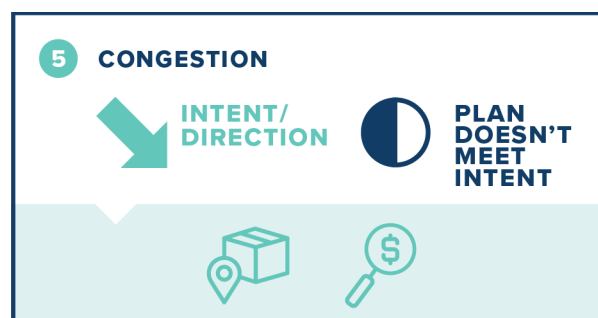 5 CONGESTION
INTENT/
DIRECTION
PLAN
DOESN'T
MEET
INTENT
$